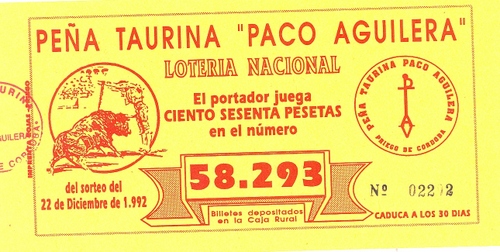 PEÑA TAURINA "PACO AGUILERA"
LOTERIA NACIONAL
El portador juega
CIENTO SESENTA PESETAS
en el número
58.293
del sorteo del
22 de Diciembre de 1.992
Billetes depositados
en la Caja Rural
PEÑA TAURINA PACO AGUILERA
PRIEGO DE CORDOBA
Nº
CADUCA A LOS 30 DIAS
IMPRENTA